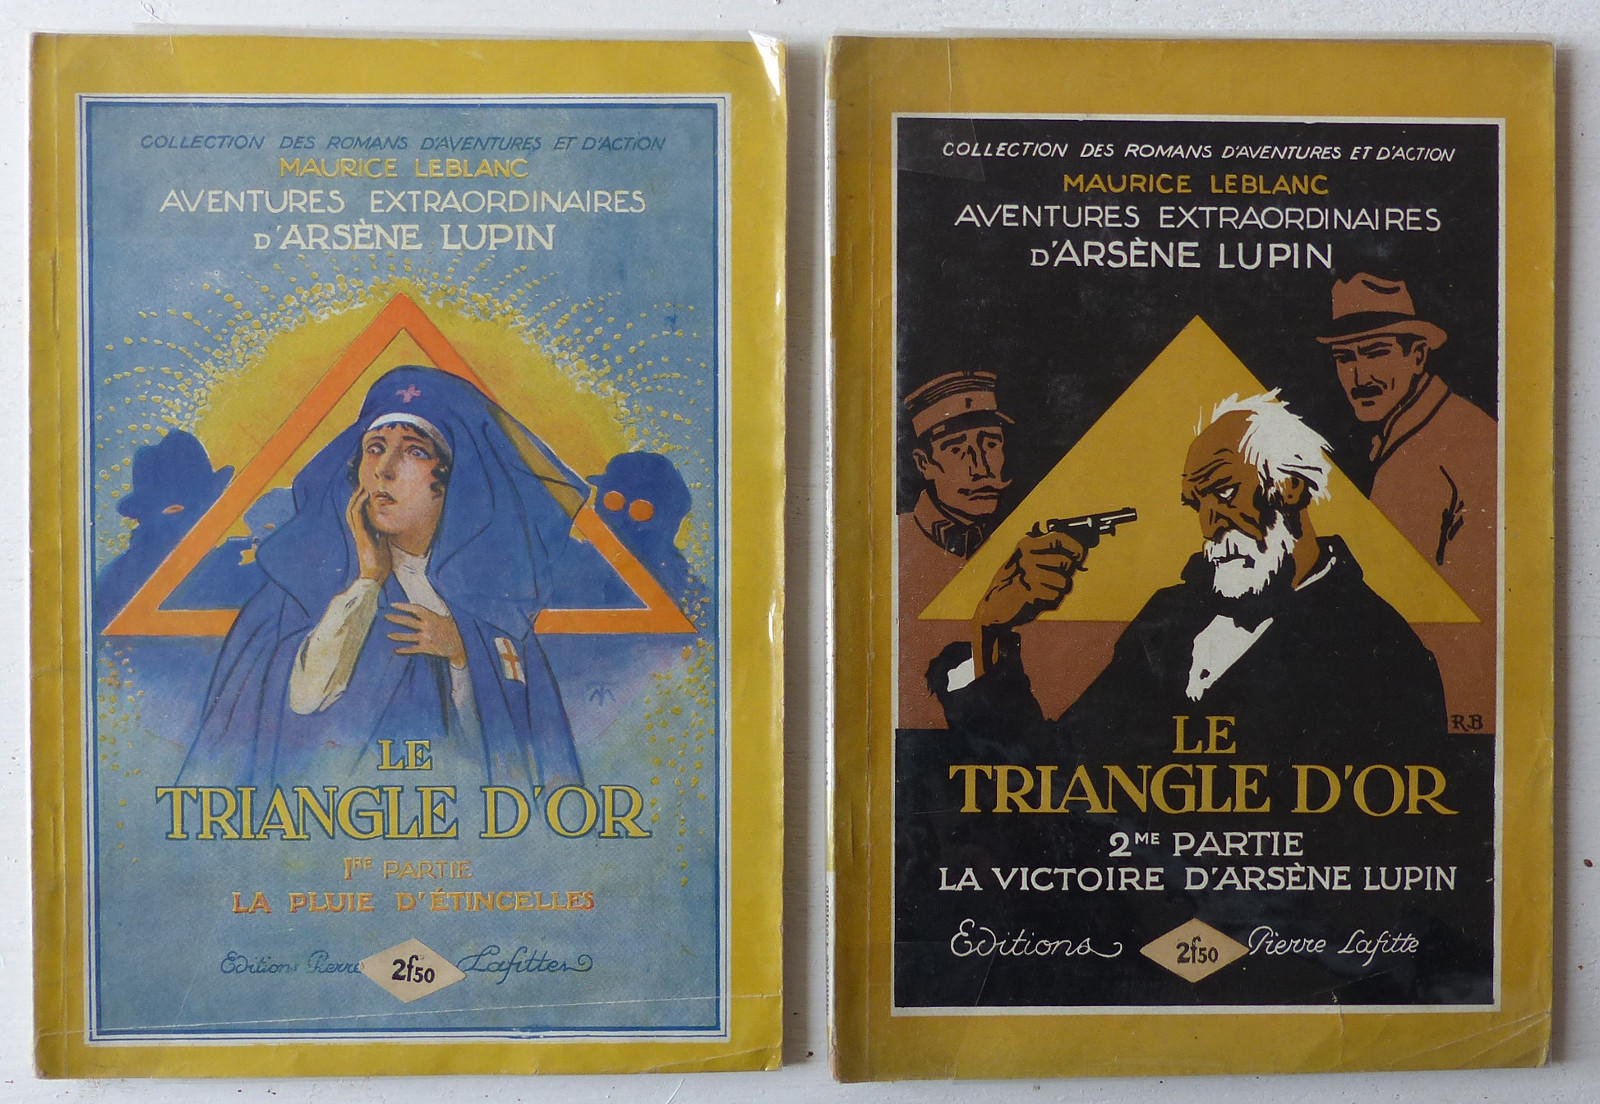 COLLECTION DES ROMANS D'AVENTURES ET D'ACTION
MAURICE LEBLANC
AVENTURES EXTRAORDINAIRES
D'ARSÈNE LUPIN
LE
TRIANGLE D'OR
1RE PARTIE
LA PLUIE D'ÉTINCELLES
Editions Pierre Lafitte
2f50
COLLECTION DES ROMANS D'AVENTURES ET D'ACTION
MAURICE LEBLANC
AVENTURES EXTRAORDINAIRES
D'ARSÈNE LUPIN
R.B
LE
TRIANGLE D'OR
2ME PARTIE
LA VICTOIRE D'ARSÈNE LUPIN
Editions Pierre Lafitte
2f50